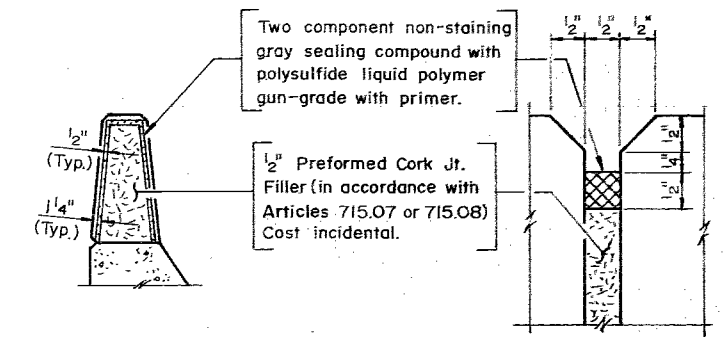 Two component non-staining
gray sealing compound with
polysulfide liquid polymer
gun-grade with primer.
1/2" Preformed Cork Jt.
Filler (in accordance with
Articles 715.07 or 715.08)
Cost incidental.
1/2"
(Typ.)
1 1/4"
(Typ.)
1/2" 1/2" 1/2"
1/2"
1/4"
1/2"